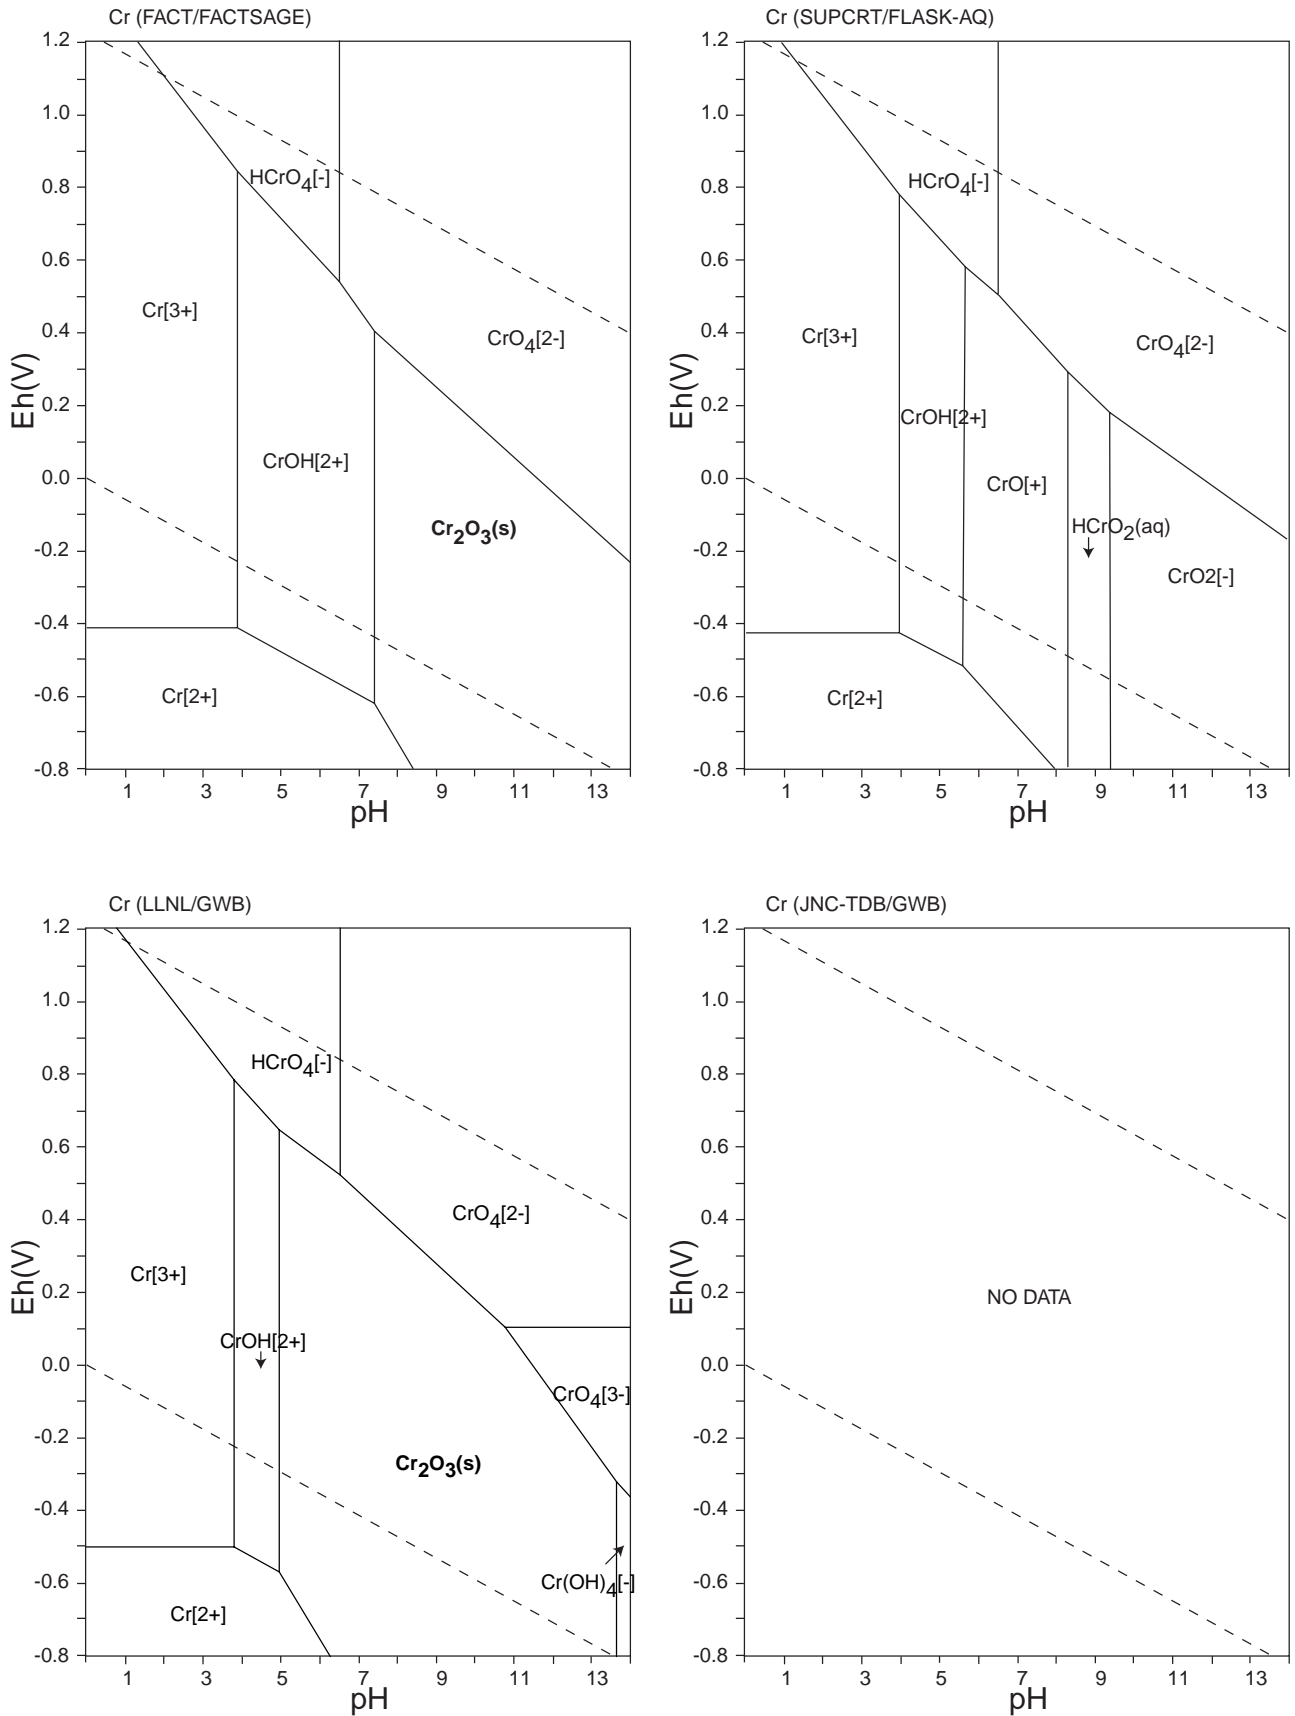 Cr (FACT/FACTSAGE)
1.2
1.0
0.8
0.6
0.4
0.2
0.0
-0.2
-0.4
-0.6
-0.8
Eh(V)
HCrO4[-]
Cr[3+]
CrO4[2-]
CrOH[2+]
Cr2O3(s)
Cr[2+]
1 3 5 7 9 11 13
pH
Cr (SUPCRT/FLASK-AQ)
1.2
1.0
0.8
0.6
0.4
0.2
0.0
-0.2
-0.4
-0.6
-0.8
Eh(V)
HCrO4[-]
Cr[3+]
CrO4[2-]
CrOH[2+]
CrO[+]
HCrO2(aq)
CrO2[-]
Cr[2+]
1 3 5 7 9 11 13
pH
Cr (LLNL/GWB)
1.2
1.0
0.8
0.6
0.4
0.2
0.0
-0.2
-0.4
-0.6
-0.8
Eh(V)
HCrO4[-]
CrO4[2-]
Cr[3+]
CrOH[2+]
CrO4[3-]
Cr2O3(s)
Cr(OH)4[-]
Cr[2+]
1 3 5 7 9 11 13
pH
Cr (JNC-TDB/GWB)
1.2
1.0
0.8
0.6
0.4
0.2
0.0
-0.2
-0.4
-0.6
-0.8
Eh(V)
NO DATA
1 3 5 7 9 11 13
pH